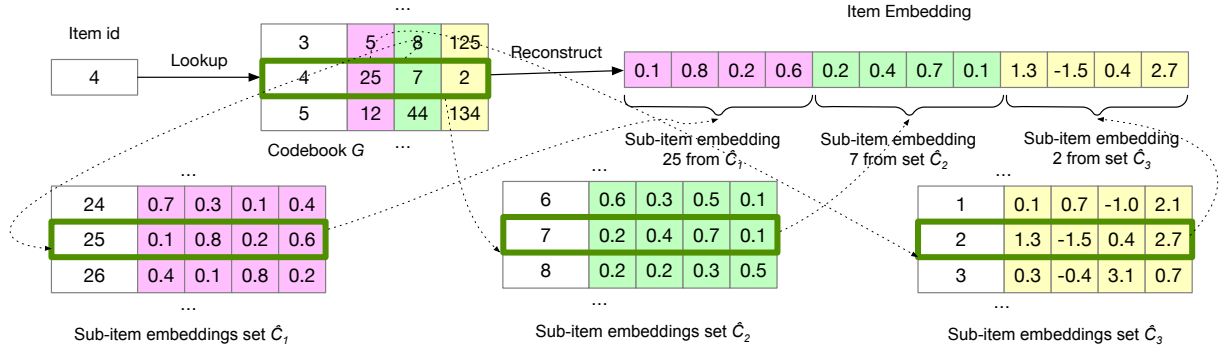 ...
Item id
Item Embedding
3 5 8 125
4
Lookup
4 25 7 2
Reconstruct
0.1 0.8 0.2 0.6 0.2 0.4 0.7 0.1 1.3 -1.5 0.4 2.7
5 12 44 134
Codebook G
...
Sub-item embedding
25 from Ĉ1
Sub-item embedding
7 from set Ĉ2
Sub-item embedding
2 from set Ĉ3
...
24 0.7 0.3 0.1 0.4
25 0.1 0.8 0.2 0.6
26 0.4 0.1 0.8 0.2
...
Sub-item embeddings set Ĉ1
...
6 0.6 0.3 0.5 0.1
7 0.2 0.4 0.7 0.1
8 0.2 0.2 0.3 0.5
...
Sub-item embeddings set Ĉ2
...
1 0.1 0.7 -1.0 2.1
2 1.3 -1.5 0.4 2.7
3 0.3 -0.4 3.1 0.7
...
Sub-item embeddings set Ĉ3